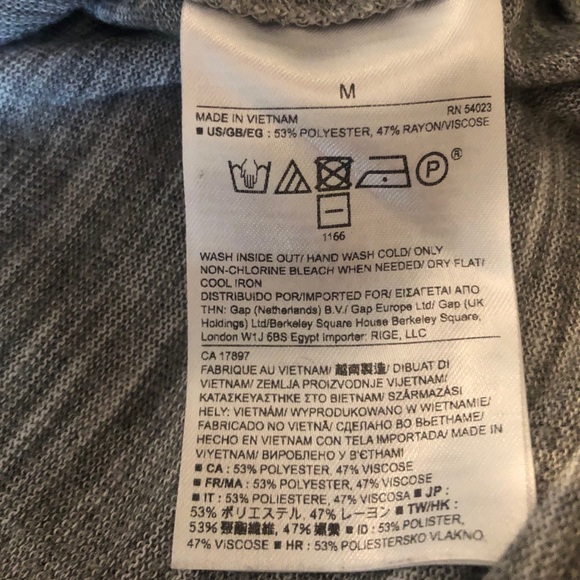 M
MADE IN VIETNAM RN 54023
■ US/GB/EG : 53% POLYESTER, 47% RAYON/VISCOSE
P ®
1166
WASH INSIDE OUT/ HAND WASH COLD/ ONLY
NON-CHLORINE BLEACH WHEN NEEDED/ DRY FLAT/
COOL IRON
DISTRIBUIDO POR/IMPORTED FOR/ ΕΙΣΑΓΕΤΑΙ ΑΠΟ
ΤΗΝ: Gap (Netherlands) B.V./ Gap Europe Ltd/ Gap (UK
Holdings) Ltd/Berkeley Square House Berkeley Square,
London W1J 6BS Egypt Importer: RIGE, LLC
CA 17897
FABRIQUE AU VIETNAM/ 越南製造/ DIBUAT DI
VIETNAM/ ZEMLJA PROIZVODNJE VIJETNAM/
ΚΑΤΑΣΚΕΥΑΣΤΗΚΕ ΣΤΟ ΒΙΕΤΝΑΜ/ SZÁRMAZÁSI
HELY: VIETNÁM/ WYPRODUKOWANO W WIETNAMIE/
FABRICADO NO VIETNÃ/ СДЕЛАНО ВО ВЬЕТНАМЕ/
HECHO EN VIETNAM CON TELA IMPORTADA/ MADE IN
VIYETNAM/ ВИРОБЛЕНО У В'ЄТНАМІ
■ CA : 53% POLYESTER, 47% VISCOSE
■ FR/MA : 53% POLYESTER, 47% VISCOSE
■ IT : 53% POLIESTERE, 47% VISCOSA ■ JP :
53% ポリエステル, 47% レーヨン ■ TW/HK :
53% 聚酯纖維, 47% 嫘縈 ■ ID : 53% POLISTER,
47% VISCOSE ■ HR : 53% POLIESTERSKO VLAKNO,